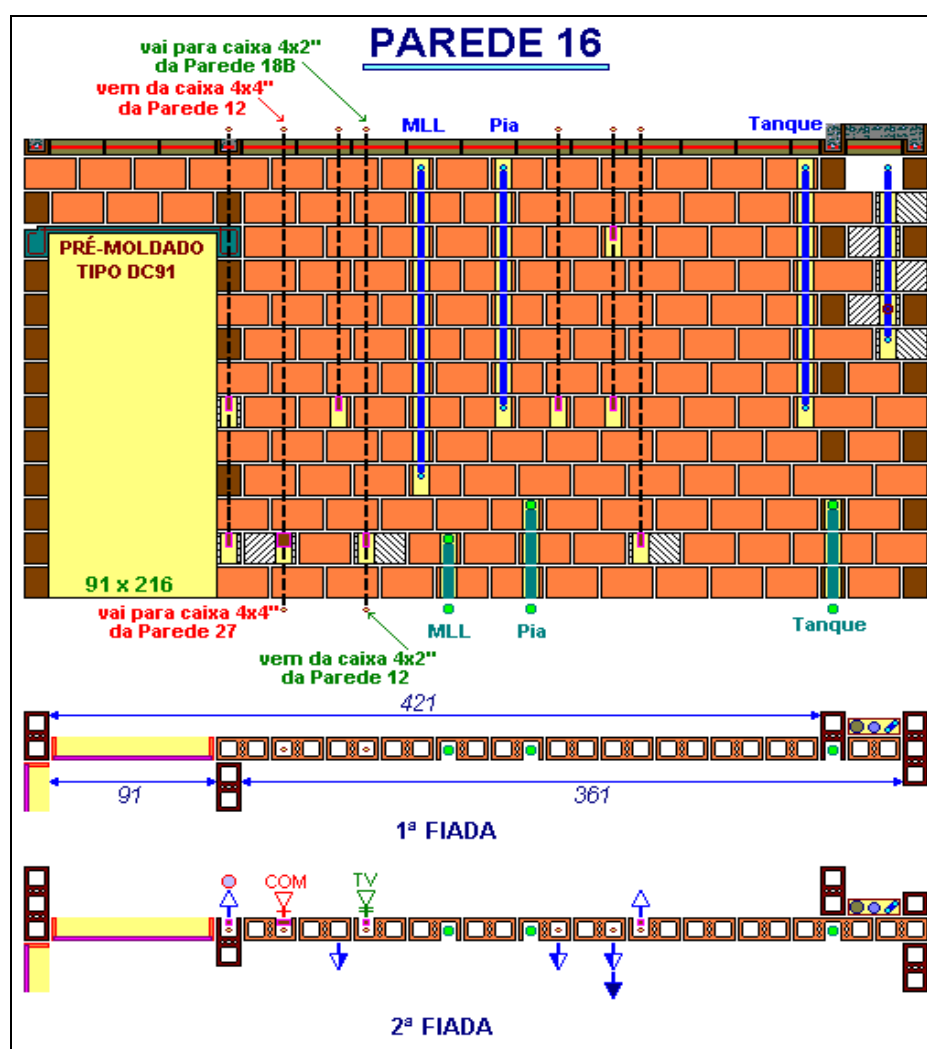 PAREDE 16
vai para caixa 4x2"
da Parede 18B
vem da caixa 4x4"
da Parede 12
MLL
Pia
Tanque
PRÉ-MOLDADO
TIPO DC91
91 x 216
vai para caixa 4x4"
da Parede 27
MLL
Pia
Tanque
vem da caixa 4x2"
da Parede 12
421
91
361
1ª FIADA
COM
TV
2ª FIADA